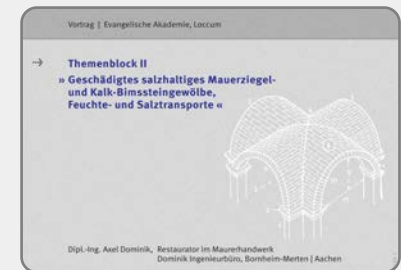 Vortrag | Evangelische Akademie, Loccum
→ Themenblock II
» Geschädigtes salzhaltiges Mauerziegel-
und Kalk-Bimssteingewölbe,
Feuchte- und Salztransporte «
Dipl.-Ing. Axel Dominik, Restaurator im Maurerhandwerk
Dominik Ingenieurbüro, Bornheim-Merten | Aachen